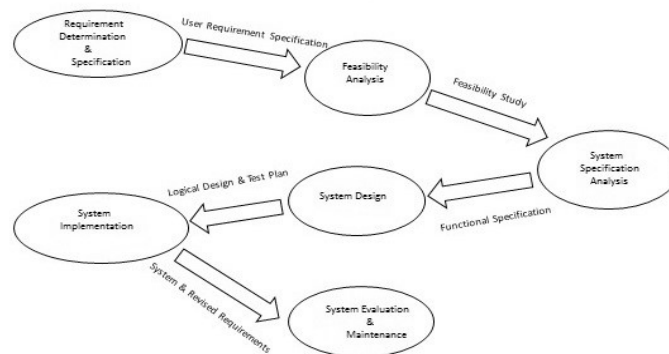 Requirement
Determination
&
Specification
User Requirement Specification
Feasibility
Analysis
Feasibility Study
System
Specification
Analysis
Functional Specification
System Design
Logical Design & Test Plan
System
Implementation
System & Revised Requirements
System Evaluation
&
Maintenance